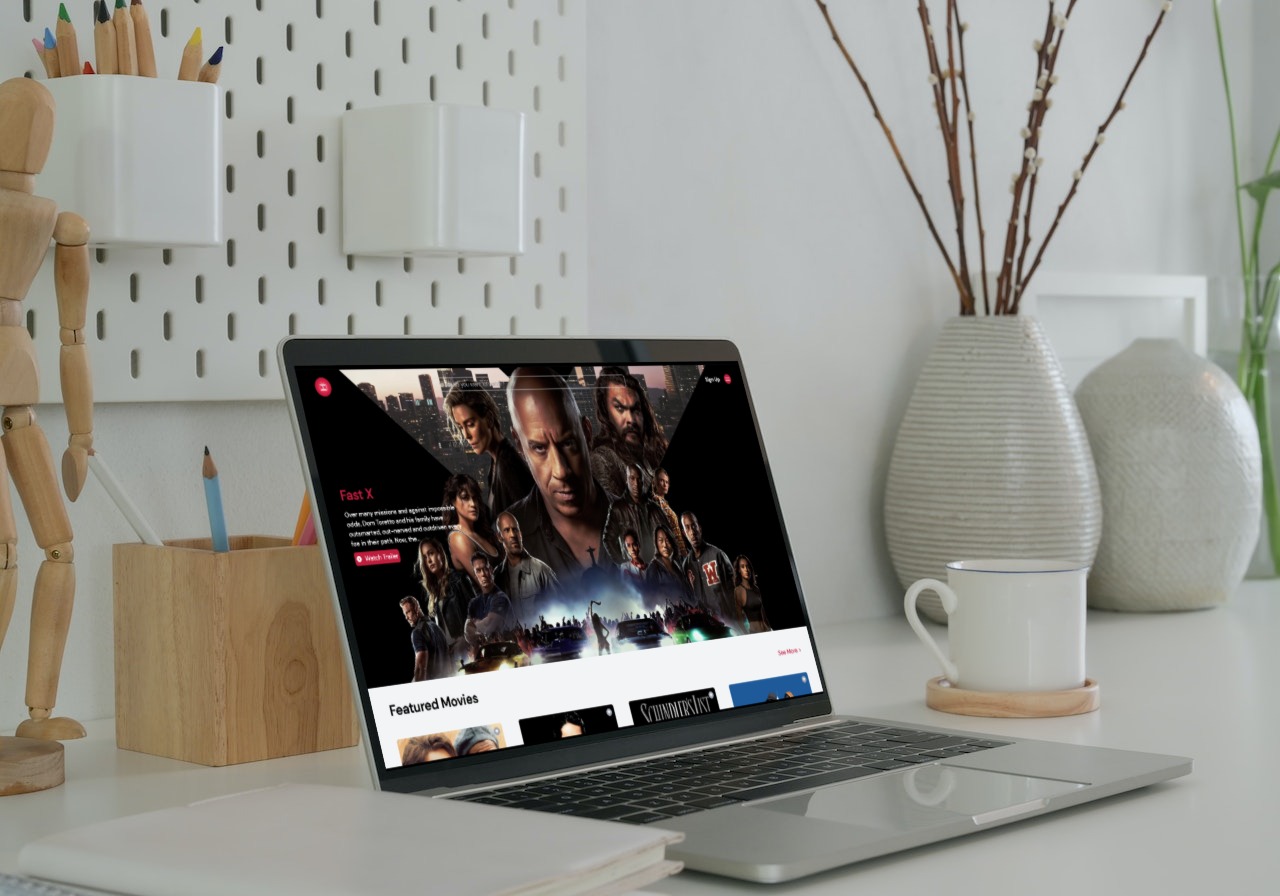 Sign Up
Fast X
Over many missions and against impossible
odds, Dom Toretto and his family have
outsmarted, out-nerved and outdriven every
foe in their path. Now, the...
Watch Trailer
See More >
Featured Movies
SCHINDLER'S LIST
W